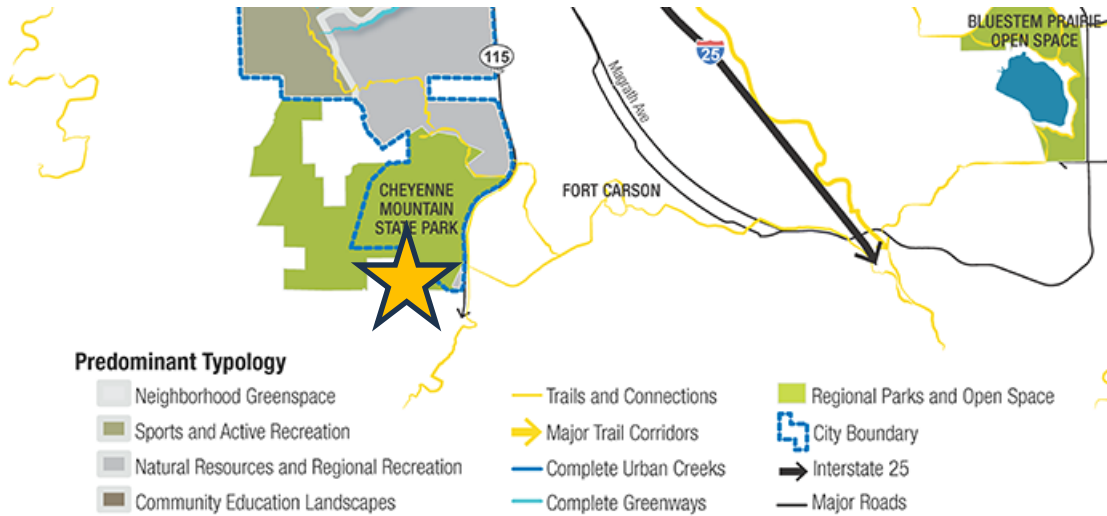 BLUESTEM PRAIRIE
OPEN SPACE
25
115
Magrath Ave
CHEYENNE
MOUNTAIN
STATE PARK
FORT CARSON
Predominant Typology
Neighborhood Greenspace
Sports and Active Recreation
Natural Resources and Regional Recreation
Community Education Landscapes
Trails and Connections
Major Trail Corridors
Complete Urban Creeks
Complete Greenways
Regional Parks and Open Space
City Boundary
Interstate 25
Major Roads